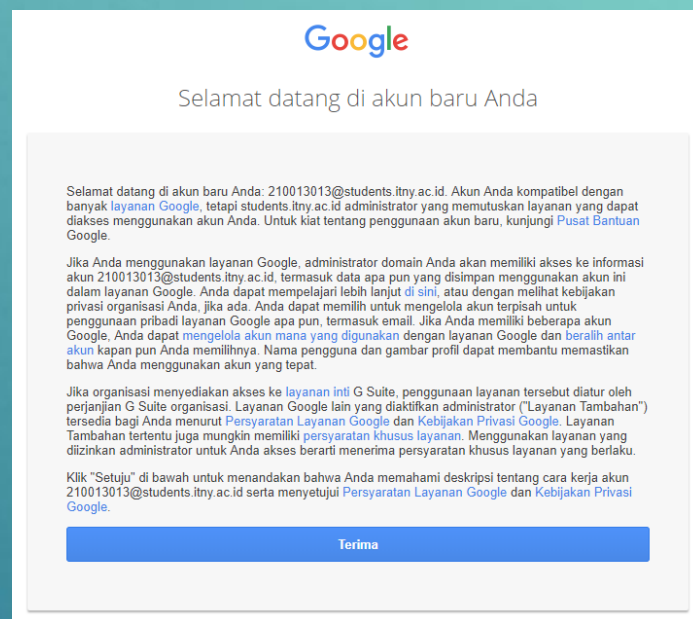 Google
Selamat datang di akun baru Anda
Selamat datang di akun baru Anda: 210013013@students.itny.ac.id. Akun Anda kompatibel dengan
banyak layanan Google, tetapi students.itny.ac.id administrator yang memutuskan layanan yang dapat
diakses menggunakan akun Anda. Untuk kiat tentang penggunaan akun baru, kunjungi Pusat Bantuan
Google.
Jika Anda menggunakan layanan Google, administrator domain Anda akan memiliki akses ke informasi
akun 210013013@students.itny.ac.id, termasuk data apa pun yang disimpan menggunakan akun ini
dalam layanan Google. Anda dapat mempelajari lebih lanjut di sini, atau dengan melihat kebijakan
privasi organisasi Anda, jika ada. Anda dapat memilih untuk mengelola akun terpisah untuk
penggunaan pribadi layanan Google apa pun, termasuk email. Jika Anda memiliki beberapa akun
Google, Anda dapat mengelola akun mana yang digunakan dengan layanan Google dan beralih antar
akun kapan pun Anda memilihnya. Nama pengguna dan gambar profil dapat membantu memastikan
bahwa Anda menggunakan akun yang tepat.
Jika organisasi menyediakan akses ke layanan inti G Suite, penggunaan layanan tersebut diatur oleh
perjanjian G Suite organisasi. Layanan Google lain yang diaktifkan administrator ("Layanan Tambahan")
tersedia bagi Anda menurut Persyaratan Layanan Google dan Kebijakan Privasi Google. Layanan
Tambahan tertentu juga mungkin memiliki persyaratan khusus layanan. Menggunakan layanan yang
diizinkan administrator untuk Anda akses berarti menerima persyaratan khusus layanan yang berlaku.
Klik "Setuju" di bawah untuk menandakan bahwa Anda memahami deskripsi tentang cara kerja akun
210013013@students.itny.ac.id serta menyetujui Persyaratan Layanan Google dan Kebijakan Privasi
Google.
Terima